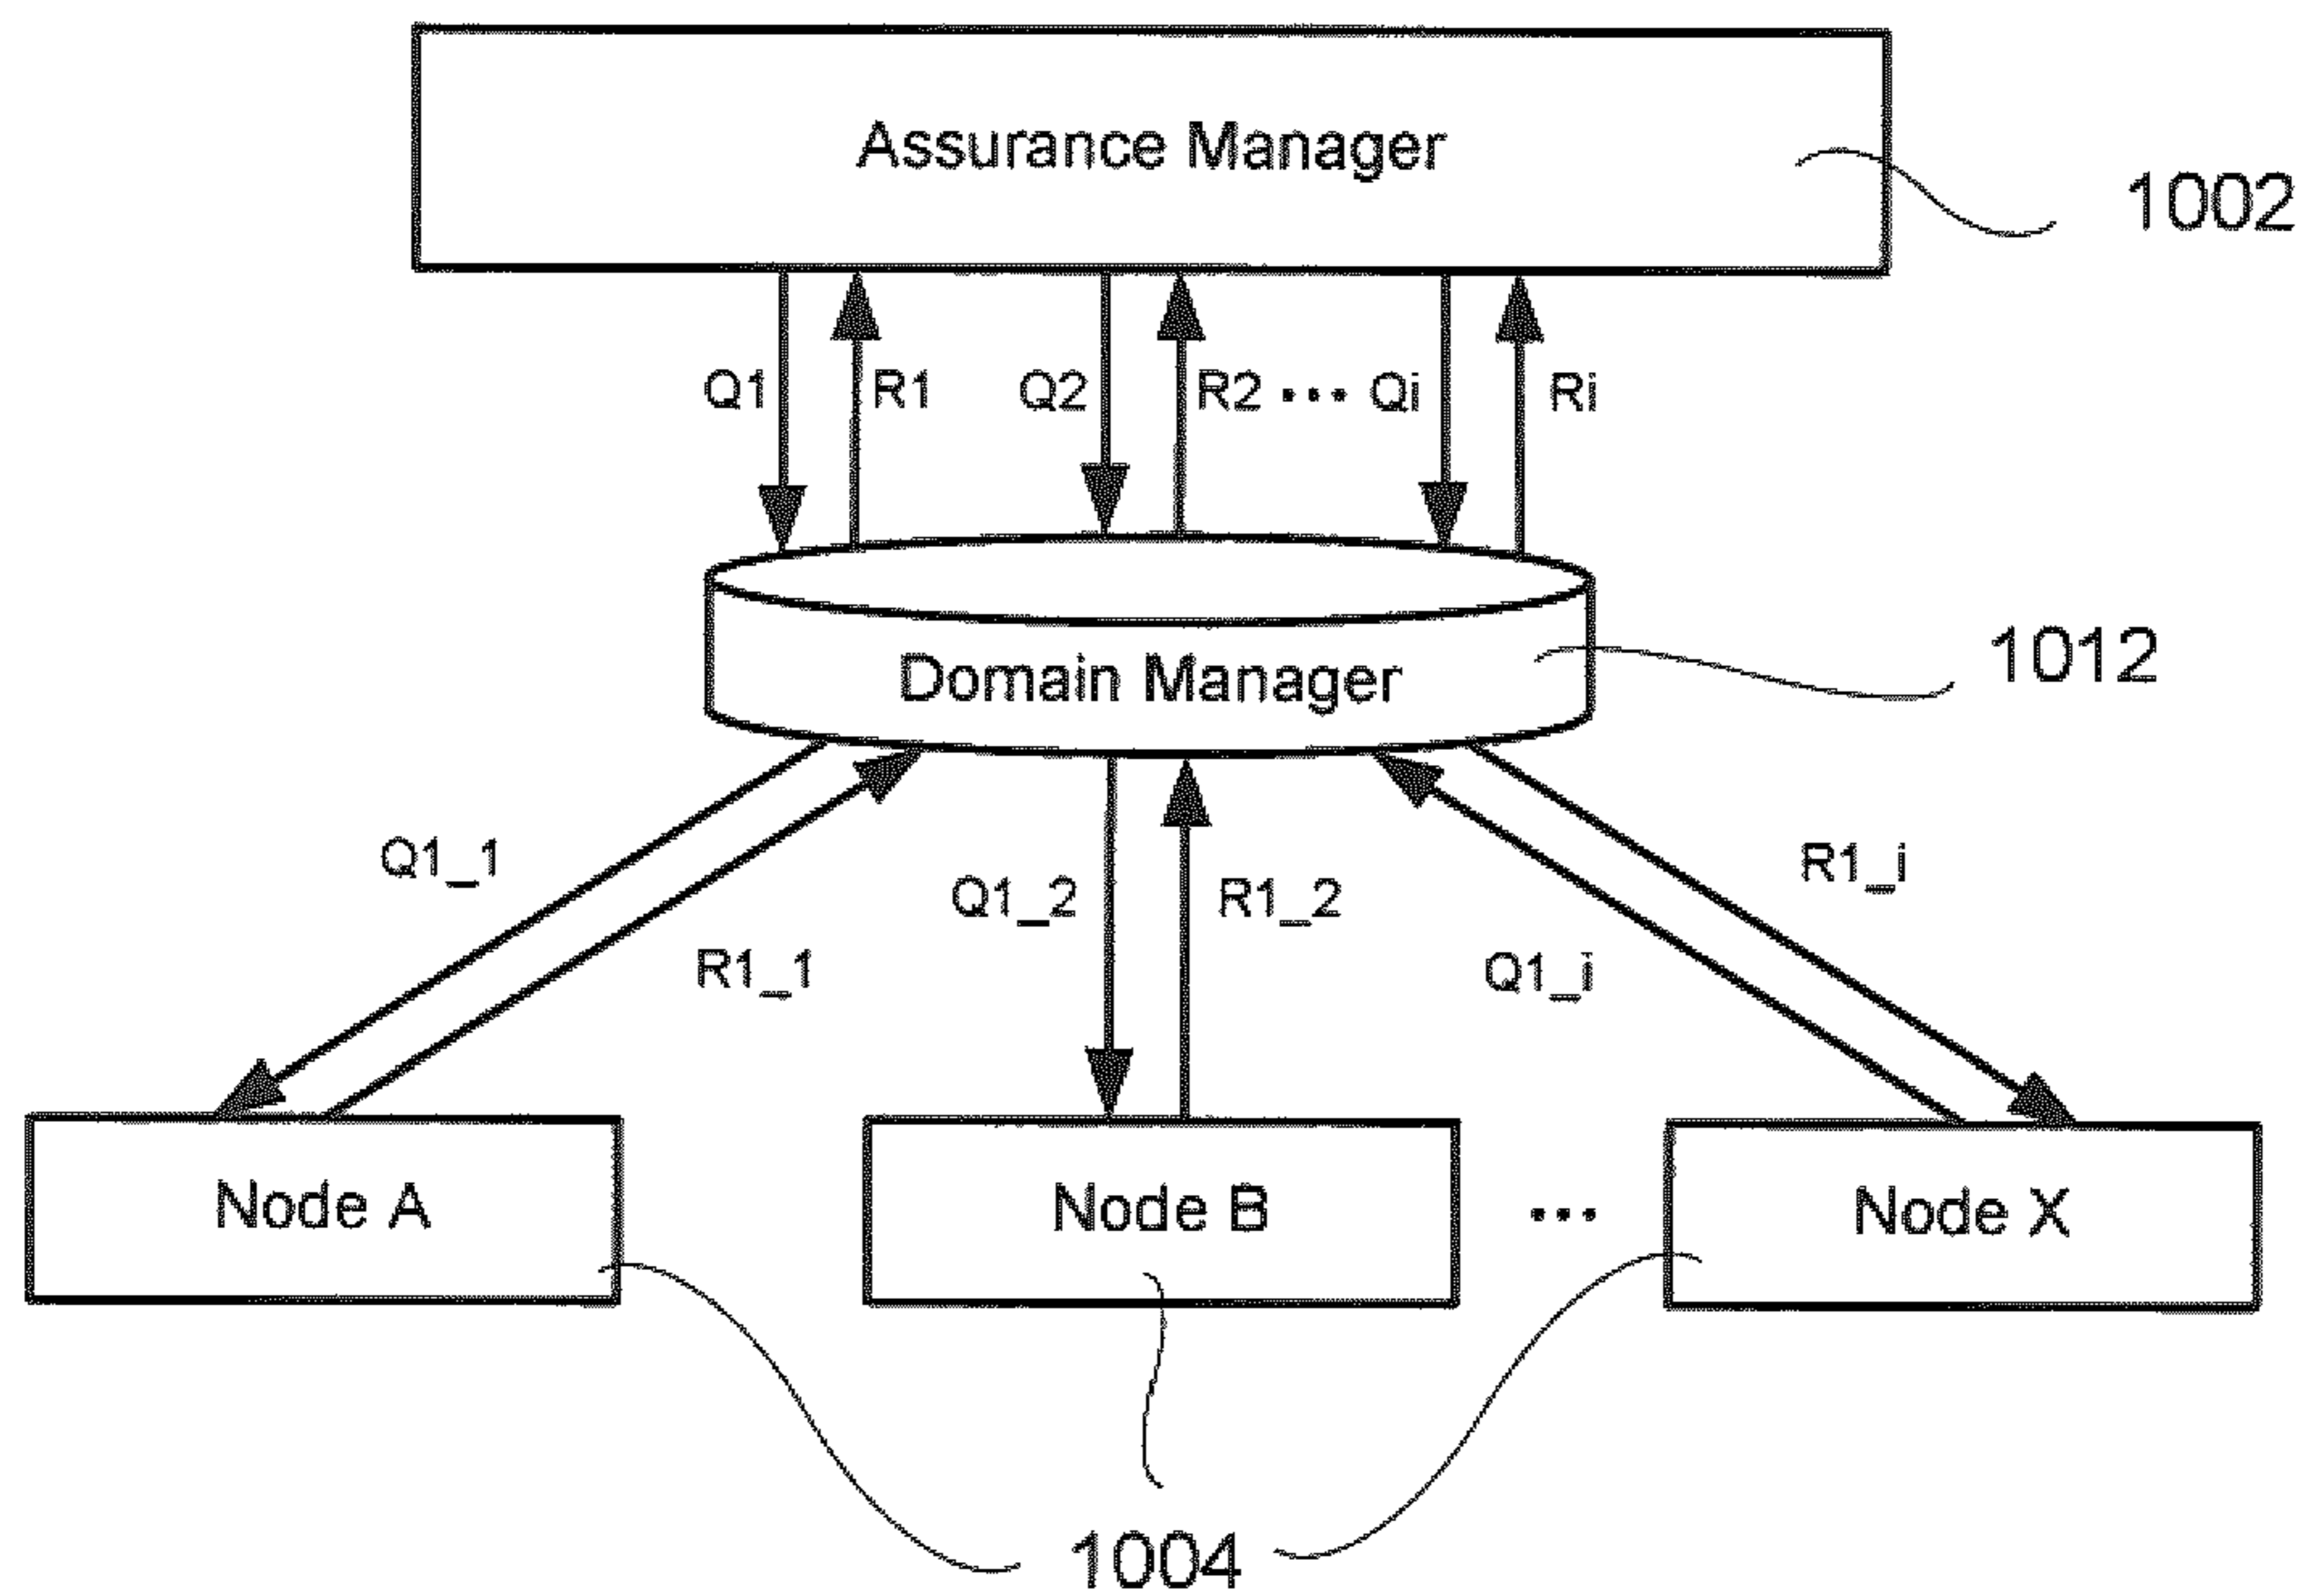 Assurance Manager
1002
Q1 R1 Q2 R2 ... Qi Ri
1012
Domain Manager
Q1_1 R1_1 Q1_2 R1_2 Q1_i R1_i
Node A Node B ... Node X
1004